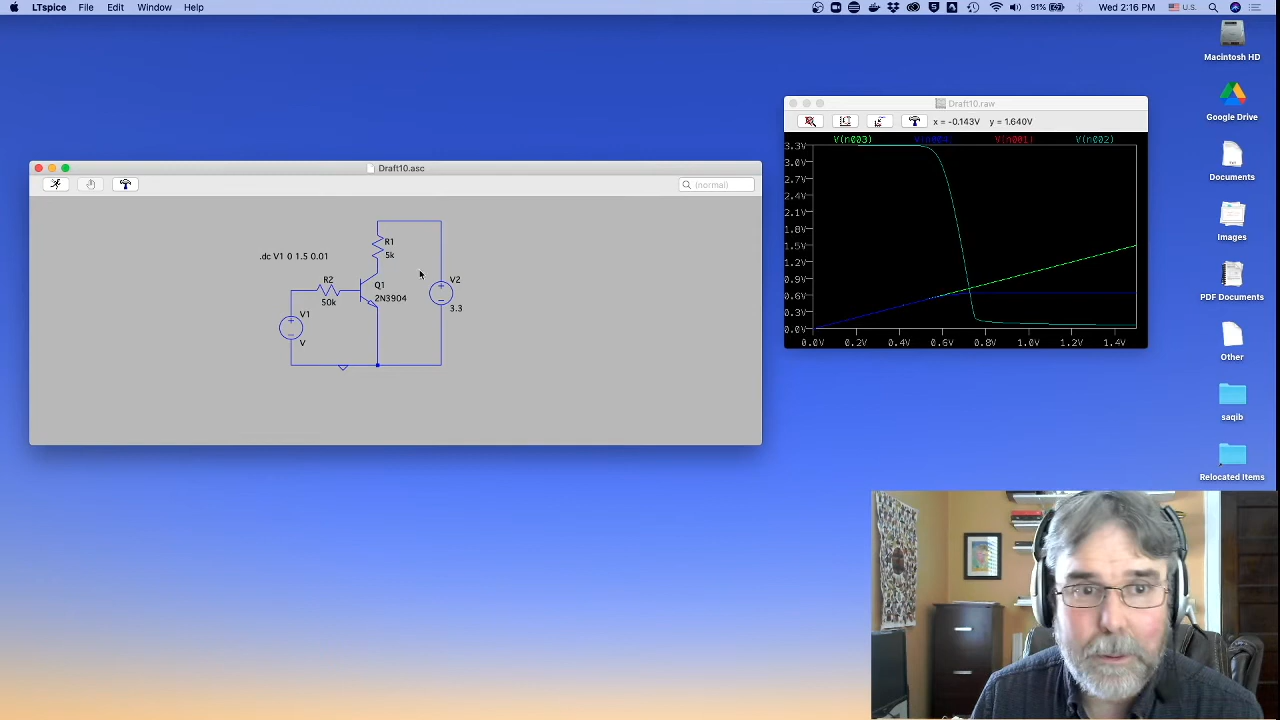 LTspice File Edit Window Help
91% Wed 2:16 PM U.S.
Macintosh HD
Google Drive
Documents
Images
PDF Documents
Other
saqib
Relocated Items
Draft10.asc
(normal)
.dc V1 0 1.5 0.01
R1
5k
R2
50k
Q1
2N3904
V1
V
V2
3.3
Draft10.raw
x = -0.143V y = 1.640V
V(n003) V(n004) V(n001) V(n002)
3.3V
3.0V
2.7V
2.4V
2.1V
1.8V
1.5V
1.2V
0.9V
0.6V
0.3V
0.0V
0.0V 0.2V 0.4V 0.6V 0.8V 1.0V 1.2V 1.4V